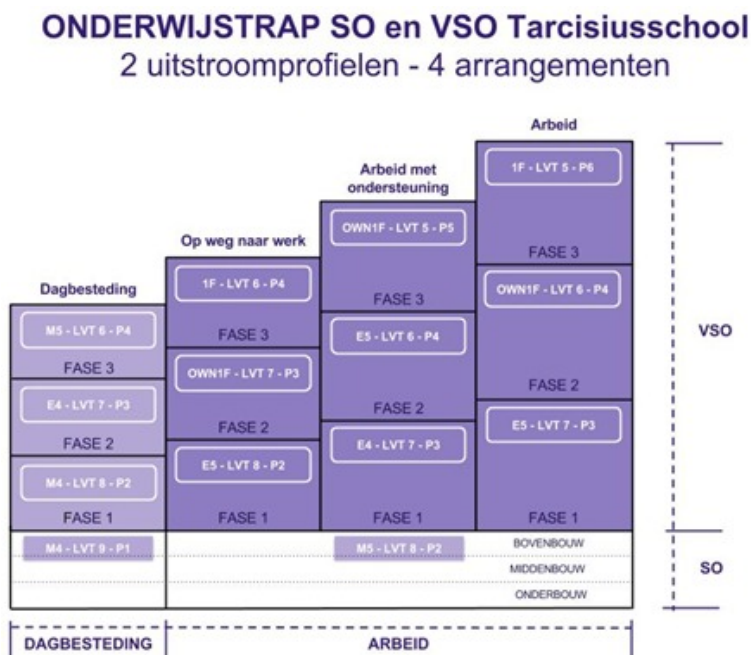 ONDERWIJSTRAP SO en VSO Tarcisiusschool
2 uitstroomprofielen - 4 arrangementen
Dagbesteding
M5 - LVT 6 - P4
FASE 3
E4 - LVT 7 - P3
FASE 2
M4 - LVT 8 - P2
FASE 1
M4 - LVT 9 - P1
Op weg naar werk
1F - LVT 6 - P4
FASE 3
OWN1F - LVT 7 - P3
FASE 2
E5 - LVT 8 - P2
FASE 1
Arbeid met
ondersteuning
OWN1F - LVT 5 - P5
FASE 3
E5 - LVT 6 - P4
FASE 2
E4 - LVT 7 - P3
FASE 1
M5 - LVT 8 - P2
Arbeid
1F - LVT 5 - P6
FASE 3
OWN1F - LVT 6 - P4
FASE 2
E5 - LVT 7 - P3
FASE 1
BOVENBOUW
MIDDENBOUW
ONDERBOUW
VSO
SO
DAGBESTEDING
ARBEID